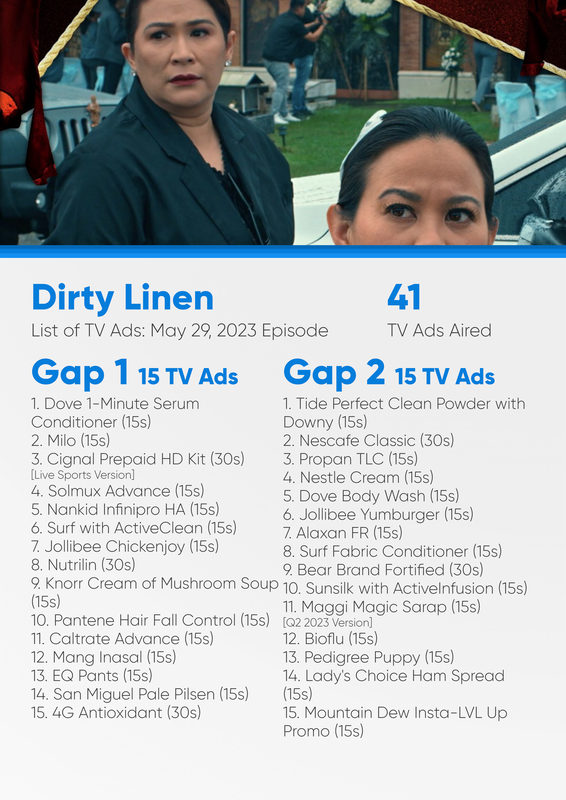 Dirty Linen
List of TV Ads: May 29, 2023 Episode
41
TV Ads Aired
Gap 1 15 TV Ads
1. Dove 1-Minute Serum
Conditioner (15s)
2. Milo (15s)
3. Cignal Prepaid HD Kit (30s)
[Live Sports Version]
4. Solmux Advance (15s)
5. Nankid Infinipro HA (15s)
6. Surf with ActiveClean (15s)
7. Jollibee Chickenjoy (15s)
8. Nutrilin (30s)
9. Knorr Cream of Mushroom Soup
(15s)
10. Pantene Hair Fall Control (15s)
11. Caltrate Advance (15s)
12. Mang Inasal (15s)
13. EQ Pants (15s)
14. San Miguel Pale Pilsen (15s)
15. 4G Antioxidant (30s)
Gap 2 15 TV Ads
1. Tide Perfect Clean Powder with
Downy (15s)
2. Nescafe Classic (30s)
3. Propan TLC (15s)
4. Nestle Cream (15s)
5. Dove Body Wash (15s)
6. Jollibee Yumburger (15s)
7. Alaxan FR (15s)
8. Surf Fabric Conditioner (15s)
9. Bear Brand Fortified (30s)
10. Sunsilk with ActiveInfusion (15s)
11. Maggi Magic Sarap (15s)
[Q2 2023 Version]
12. Bioflu (15s)
13. Pedigree Puppy (15s)
14. Lady's Choice Ham Spread
(15s)
15. Mountain Dew Insta-LVL Up
Promo (15s)